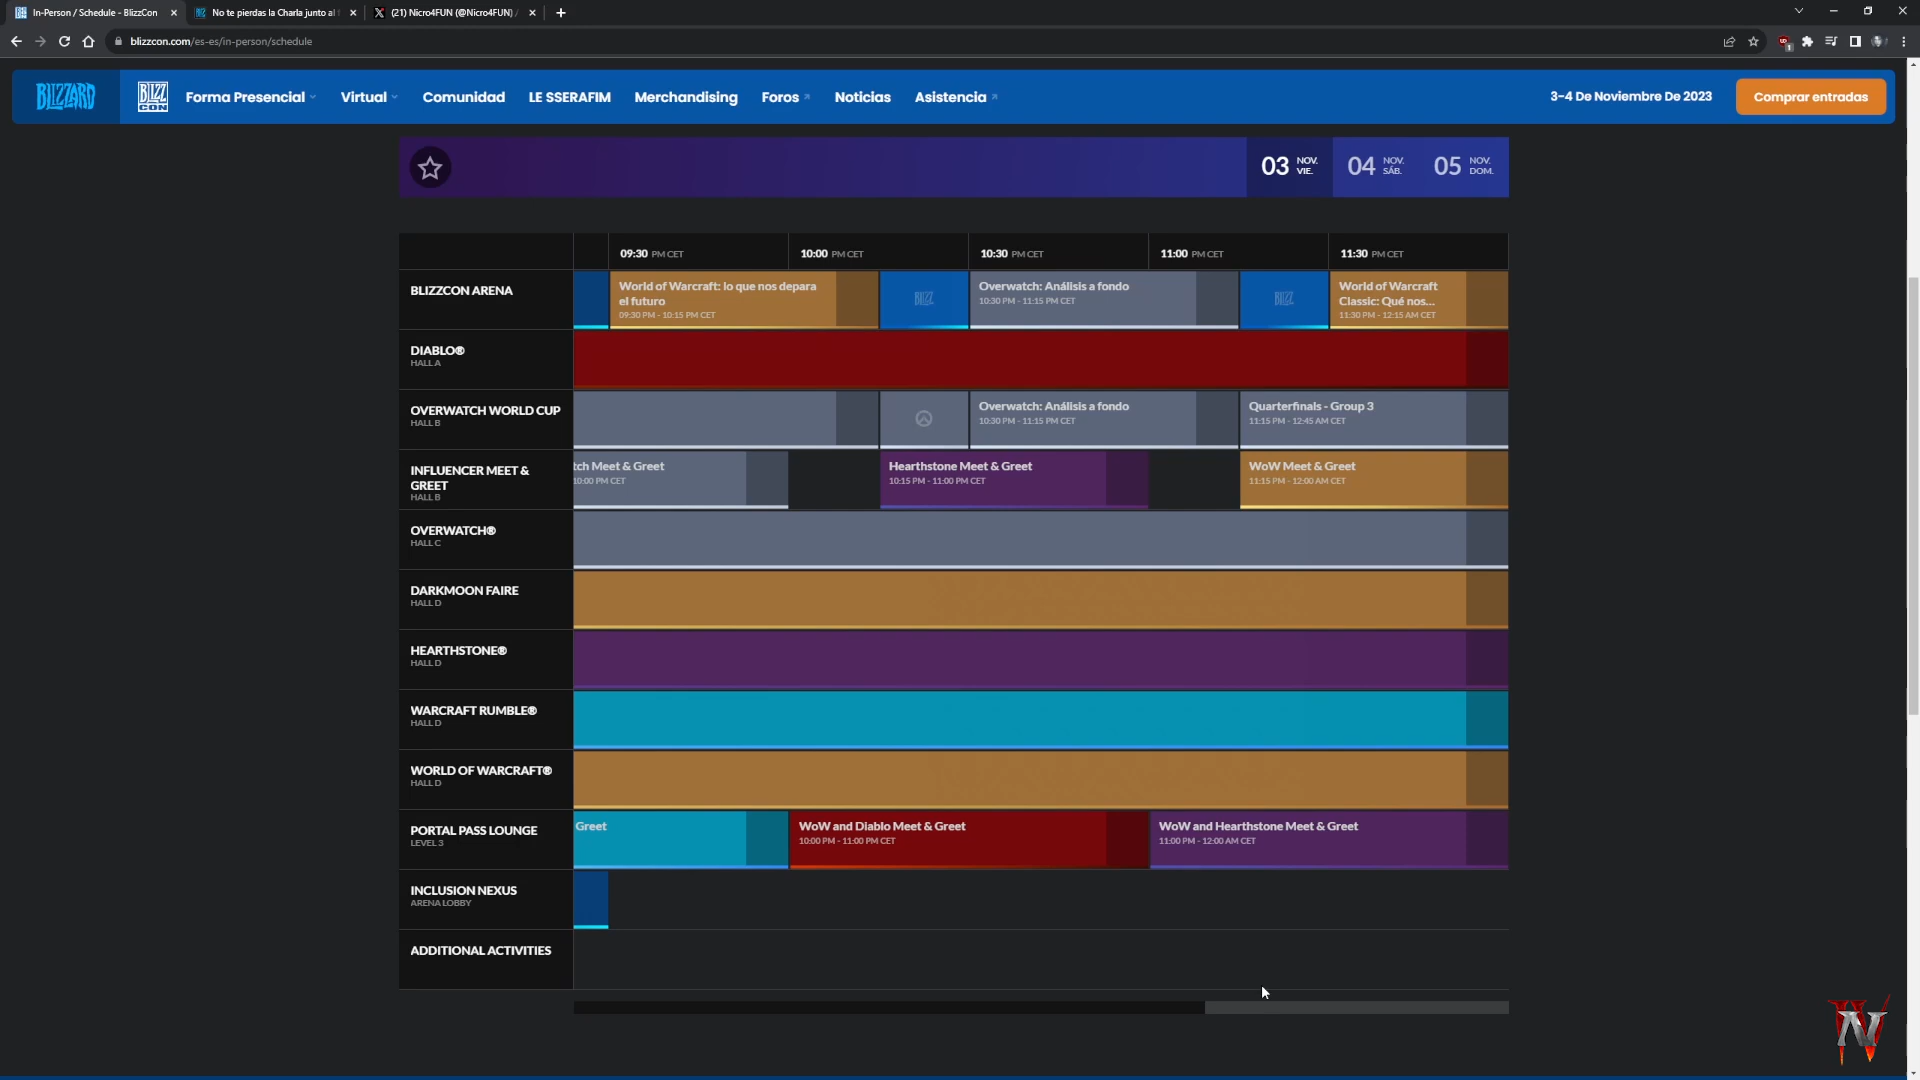 In-Person / Schedule - BlizzCon
No te pierdas la Charla junto al
(21) Nicro4FUN (@Nicro4FUN) /
blizzcon.com/es-es/in-person/schedule
BLIZZARD
BLIZZ
CON
Forma Presencial
Virtual
Comunidad
LE SSERAFIM
Merchandising
Foros
Noticias
Asistencia
3-4 De Noviembre De 2023
Comprar entradas
03 NOV. VIE.
04 NOV. SÁB.
05 NOV. DOM.
09:30 PM CET
10:00 PM CET
10:30 PM CET
11:00 PM CET
11:30 PM CET
BLIZZCON ARENA
World of Warcraft: lo que nos depara
el futuro
09:30 PM - 10:15 PM CET
BLIZZ
Overwatch: Análisis a fondo
10:30 PM - 11:15 PM CET
BLIZZ
World of Warcraft
Classic: Qué nos...
11:30 PM - 12:15 AM CET
DIABLO®
HALL A
OVERWATCH WORLD CUP
HALL B
Overwatch: Análisis a fondo
10:30 PM - 11:15 PM CET
Quarterfinals - Group 3
11:15 PM - 12:45 AM CET
INFLUENCER MEET &
GREET
HALL B
tch Meet & Greet
10:00 PM CET
Hearthstone Meet & Greet
10:15 PM - 11:00 PM CET
WoW Meet & Greet
11:15 PM - 12:00 AM CET
OVERWATCH®
HALL C
DARKMOON FAIRE
HALL D
HEARTHSTONE®
HALL D
WARCRAFT RUMBLE®
HALL D
WORLD OF WARCRAFT®
HALL D
PORTAL PASS LOUNGE
LEVEL 3
Greet
WoW and Diablo Meet & Greet
10:00 PM - 11:00 PM CET
WoW and Hearthstone Meet & Greet
11:00 PM - 12:00 AM CET
INCLUSION NEXUS
ARENA LOBBY
ADDITIONAL ACTIVITIES